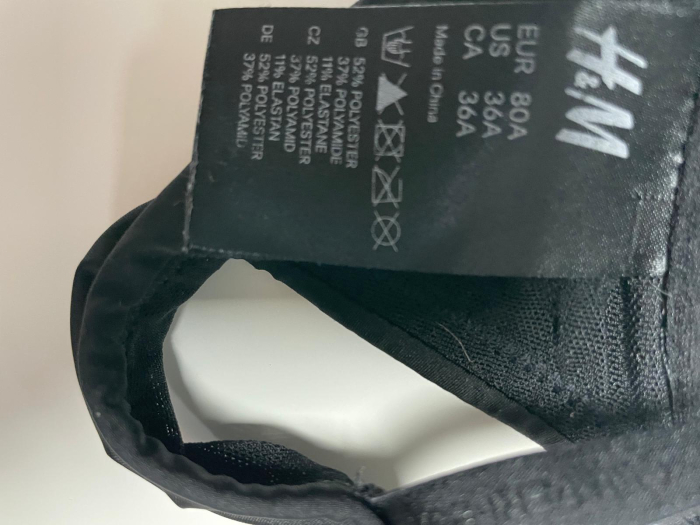 H&M
EUR 80A
US 36A
CA 36A
Made in China
GB 52% POLYESTER
37% POLYAMIDE
11% ELASTANE
CZ 52% POLYESTER
37% POLYAMID
11% ELASTAN
DE 52% POLYESTER
37% POLYAMID